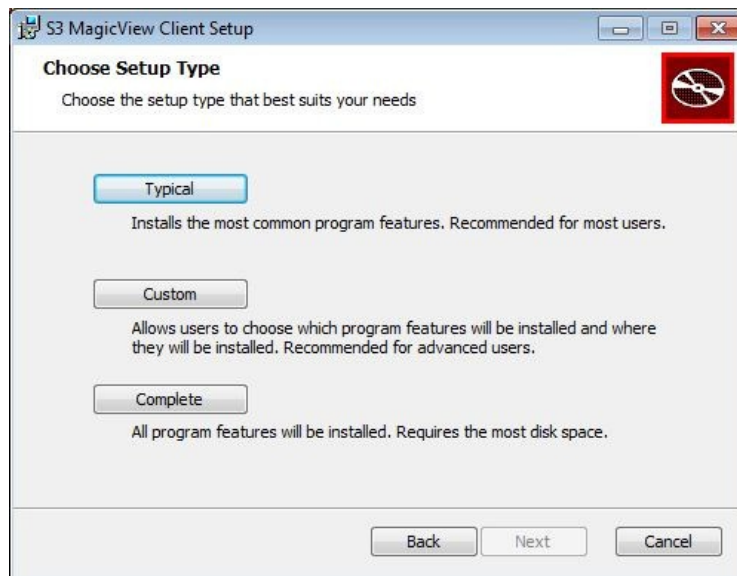 S3 MagicView Client Setup
Choose Setup Type
Choose the setup type that best suits your needs
Typical
Installs the most common program features. Recommended for most users.
Custom
Allows users to choose which program features will be installed and where
they will be installed. Recommended for advanced users.
Complete
All program features will be installed. Requires the most disk space.
Back Next Cancel